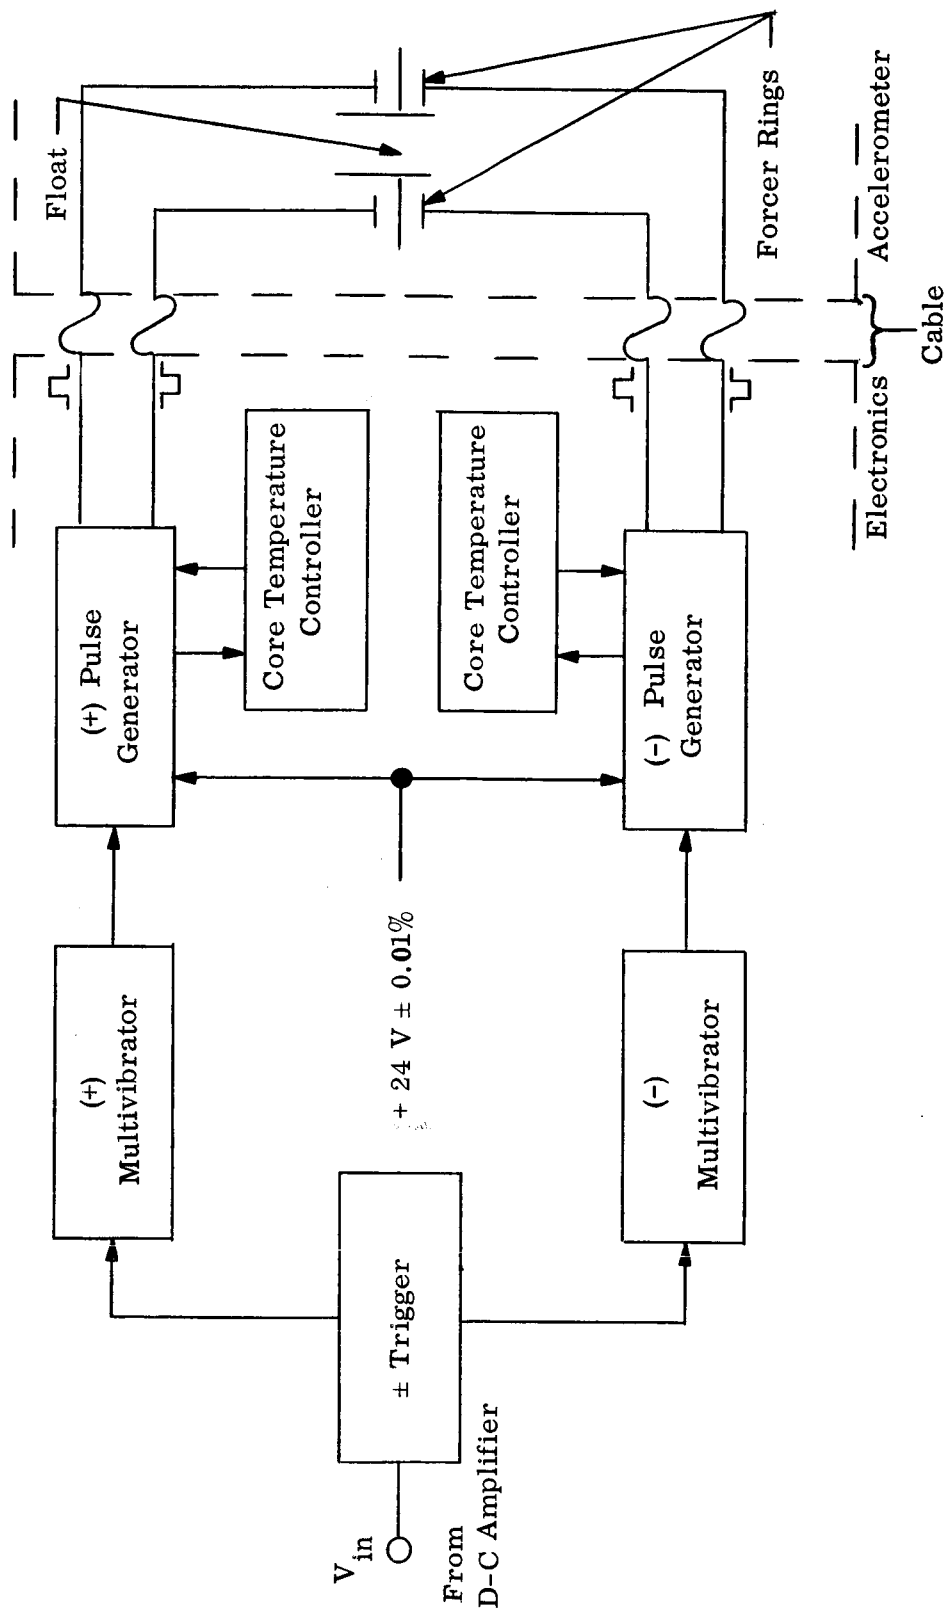 V in
From
D-C Amplifier
± Trigger
(+)
Multivibrator
(-)
Multivibrator
+ 24 V ± 0.01%
(+) Pulse
Generator
(-) Pulse
Generator
Core Temperature
Controller
Core Temperature
Controller
Float
Forcer Rings
Electronics
Accelerometer
Cable